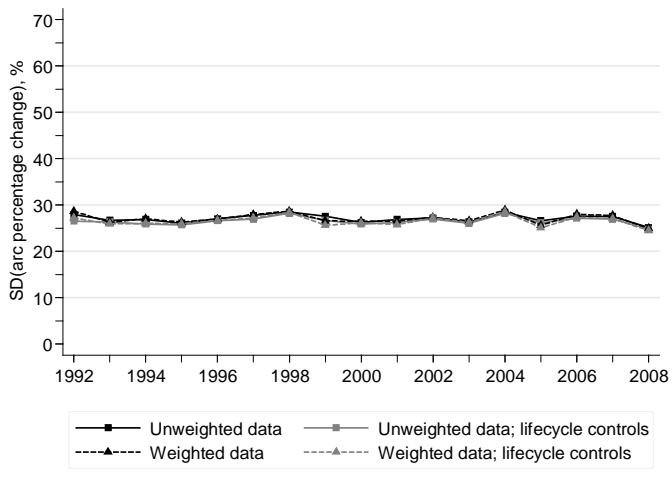 SD(arc percentage change), %
70
60
50
40
30
20
10
0
1992 1994 1996 1998 2000 2002 2004 2006 2008
Unweighted data Unweighted data; lifecycle controls
Weighted data Weighted data; lifecycle controls